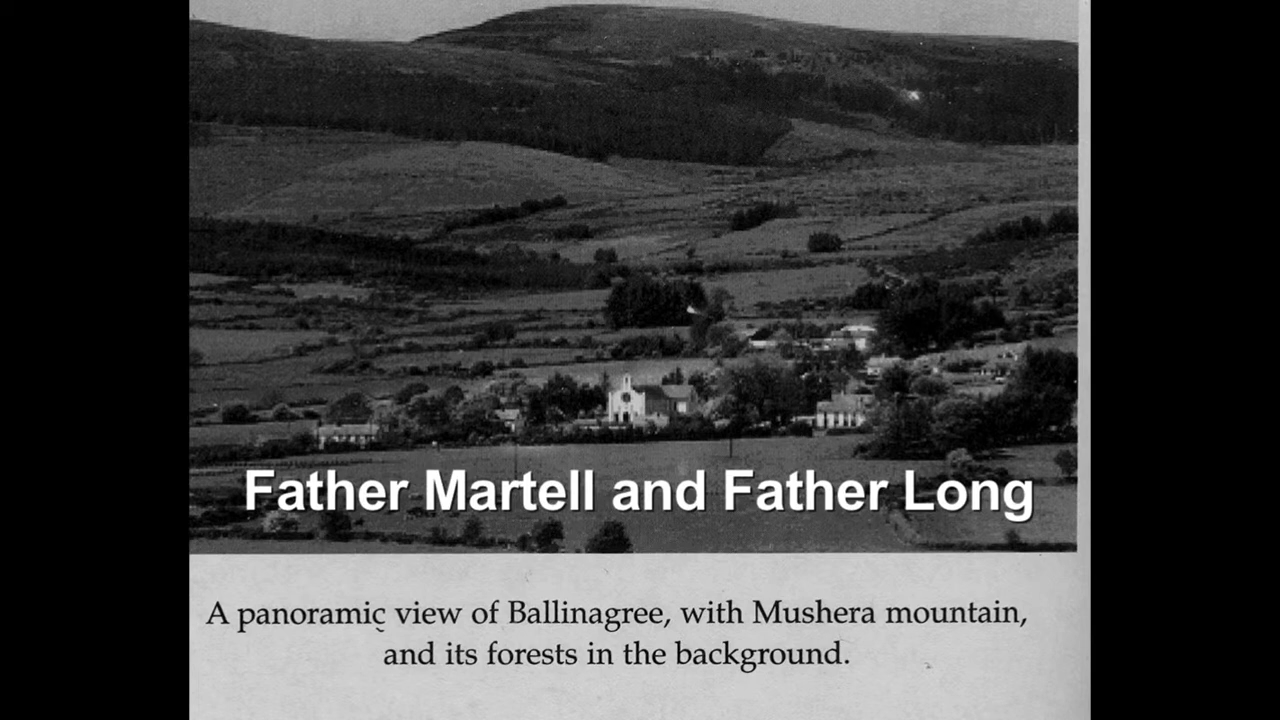 Father Martell and Father Long
A panoramic view of Ballinagree, with Mushera mountain,
and its forests in the background.